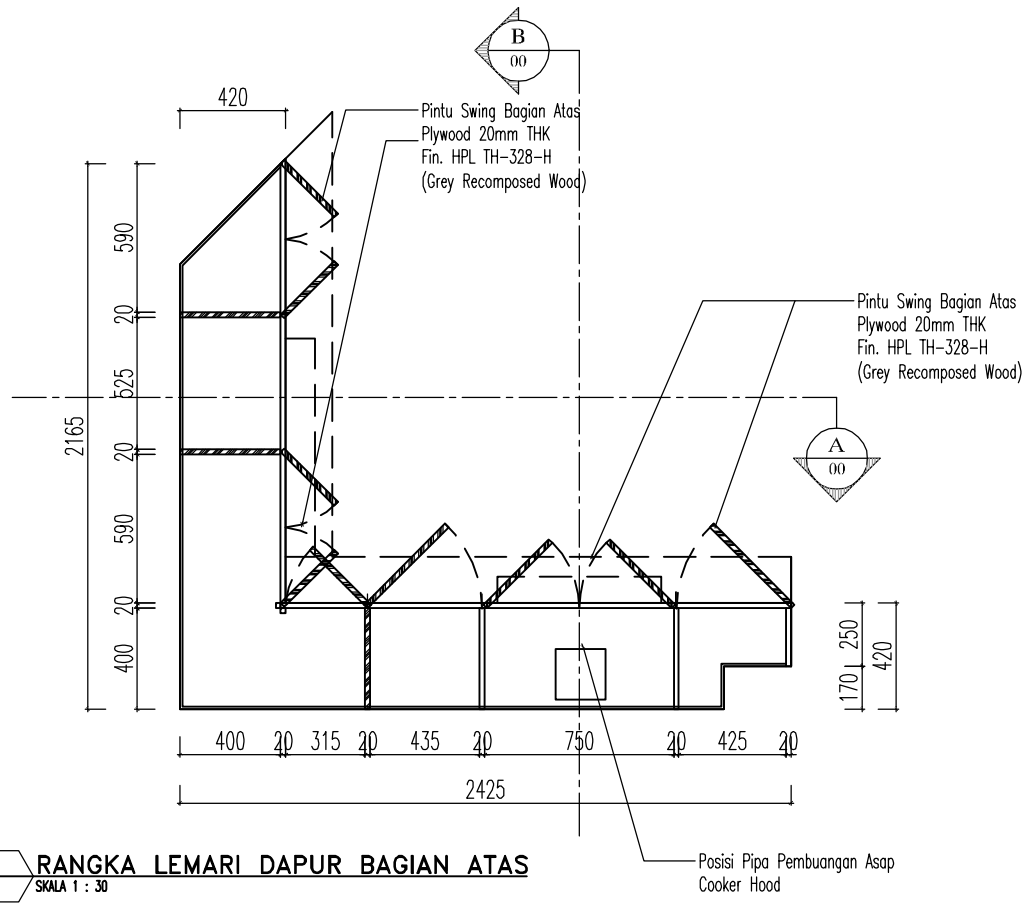 B
00
420
Pintu Swing Bagian Atas
Plywood 20mm THK
Fin. HPL TH-328-H
(Grey Recomposed Wood)
590
20
525
20
590
20
400
2165
Pintu Swing Bagian Atas
Plywood 20mm THK
Fin. HPL TH-328-H
(Grey Recomposed Wood)
A
00
250
170
420
400 20 315 20 435 20 750 20 425 20
2425
Posisi Pipa Pembuangan Asap
Cooker Hood
RANGKA LEMARI DAPUR BAGIAN ATAS
SKALA 1 : 30